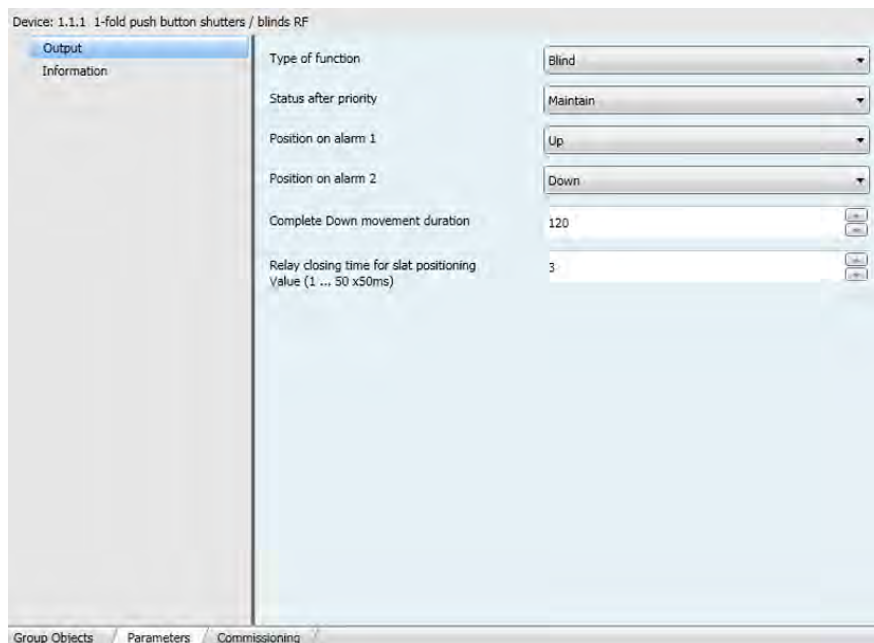 Device: 1.1.1 1-fold push button shutters / blinds RF
Output
Information
Type of function
Blind
Status after priority
Maintain
Position on alarm 1
Up
Position on alarm 2
Down
Complete Down movement duration
120
Relay closing time for slat positioning
Value (1 ... 50 x50ms)
3
Group Objects / Parameters / Commissioning /